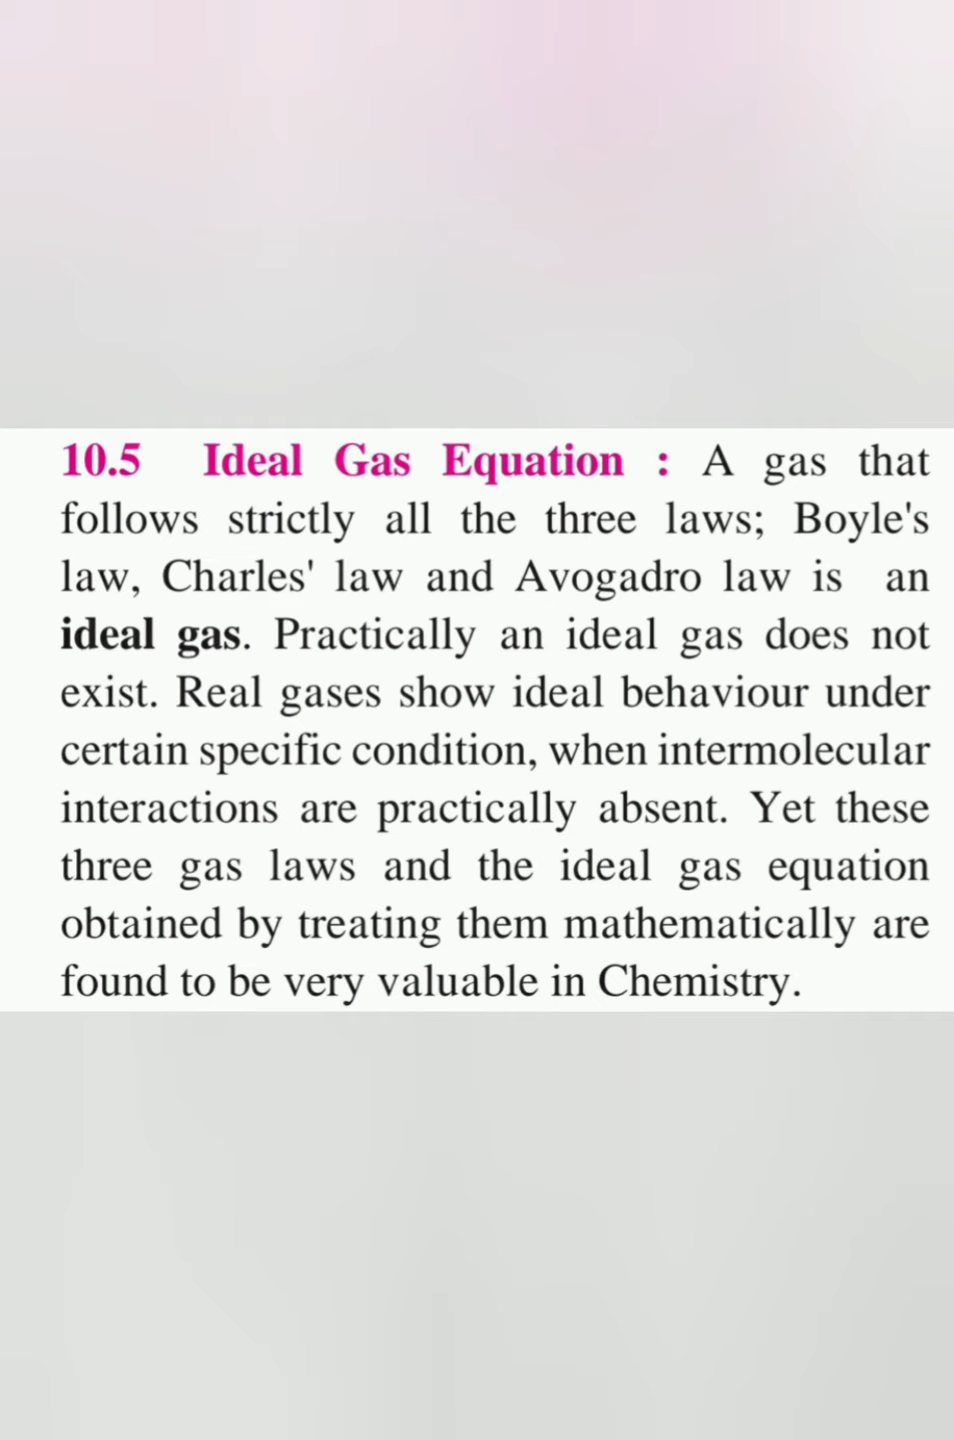 10.5 Ideal Gas Equation : A gas that
follows strictly all the three laws; Boyle's
law, Charles' law and Avogadro law is an
ideal gas. Practically an ideal gas does not
exist. Real gases show ideal behaviour under
certain specific condition, when intermolecular
interactions are practically absent. Yet these
three gas laws and the ideal gas equation
obtained by treating them mathematically are
found to be very valuable in Chemistry.